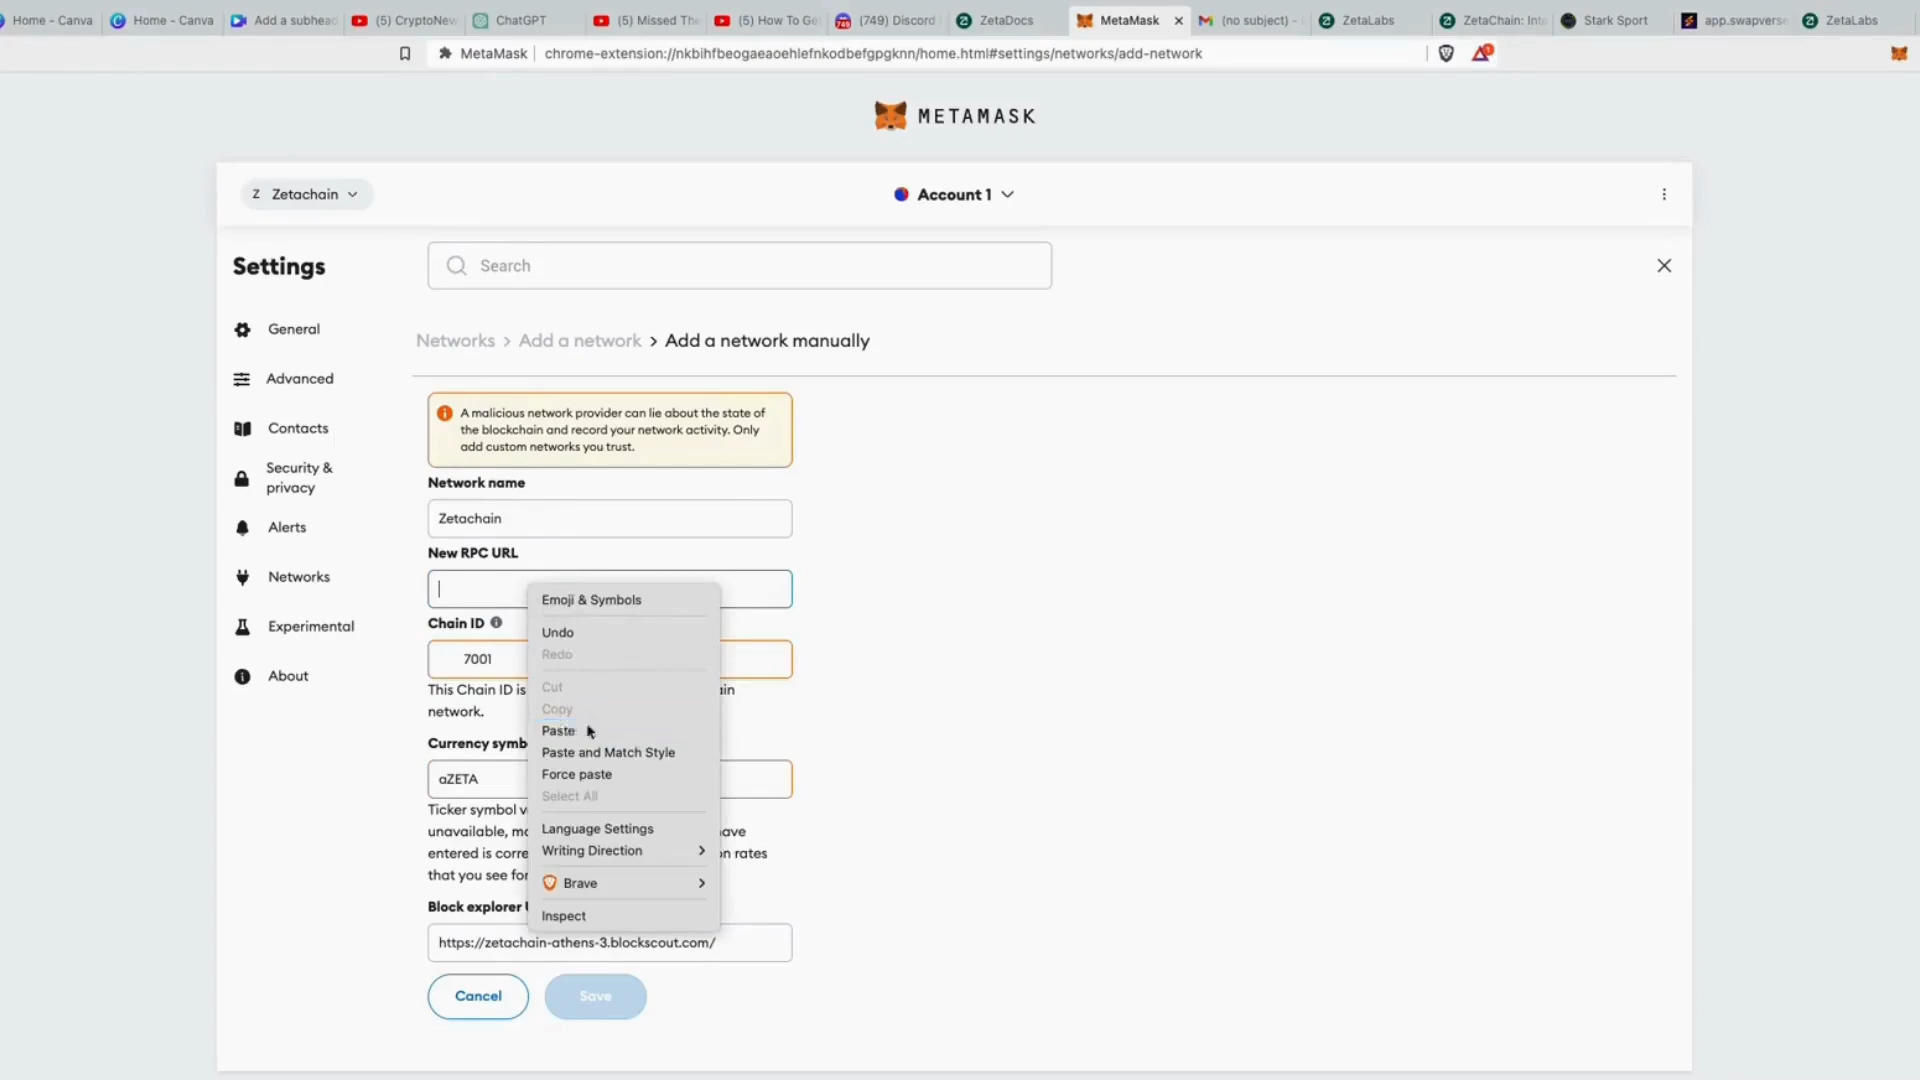 Home - Canva
Home - Canva
Add a subhead
(5) CryptoNew
ChatGPT
(5) Missed The
(5) How To Ge
(749) Discord
ZetaDocs
MetaMask
(no subject) -
ZetaLabs
ZetaChain: Inte
Stark Sport
app.swapverse
ZetaLabs
MetaMask
chrome-extension://nkbihfbeogaeaoehlefnkodbefgpgknn/home.html#settings/networks/add-network
METAMASK
Z Zetachain
Account 1
Settings
Search
General
Advanced
Contacts
Security &
privacy
Alerts
Networks
Experimental
About
Networks > Add a network > Add a network manually
A malicious network provider can lie about the state of
the blockchain and record your network activity. Only
add custom networks you trust.
Network name
Zetachain
New RPC URL
Chain ID
7001
This Chain ID is ain
network.
Currency symb
aZETA
Ticker symbol v
unavailable, ma have
entered is corre on rates
that you see for
Block explorer
https://zetachain-athens-3.blockscout.com/
Cancel
Save
Emoji & Symbols
Undo
Redo
Cut
Copy
Paste
Paste and Match Style
Force paste
Select All
Language Settings
Writing Direction
Brave
Inspect